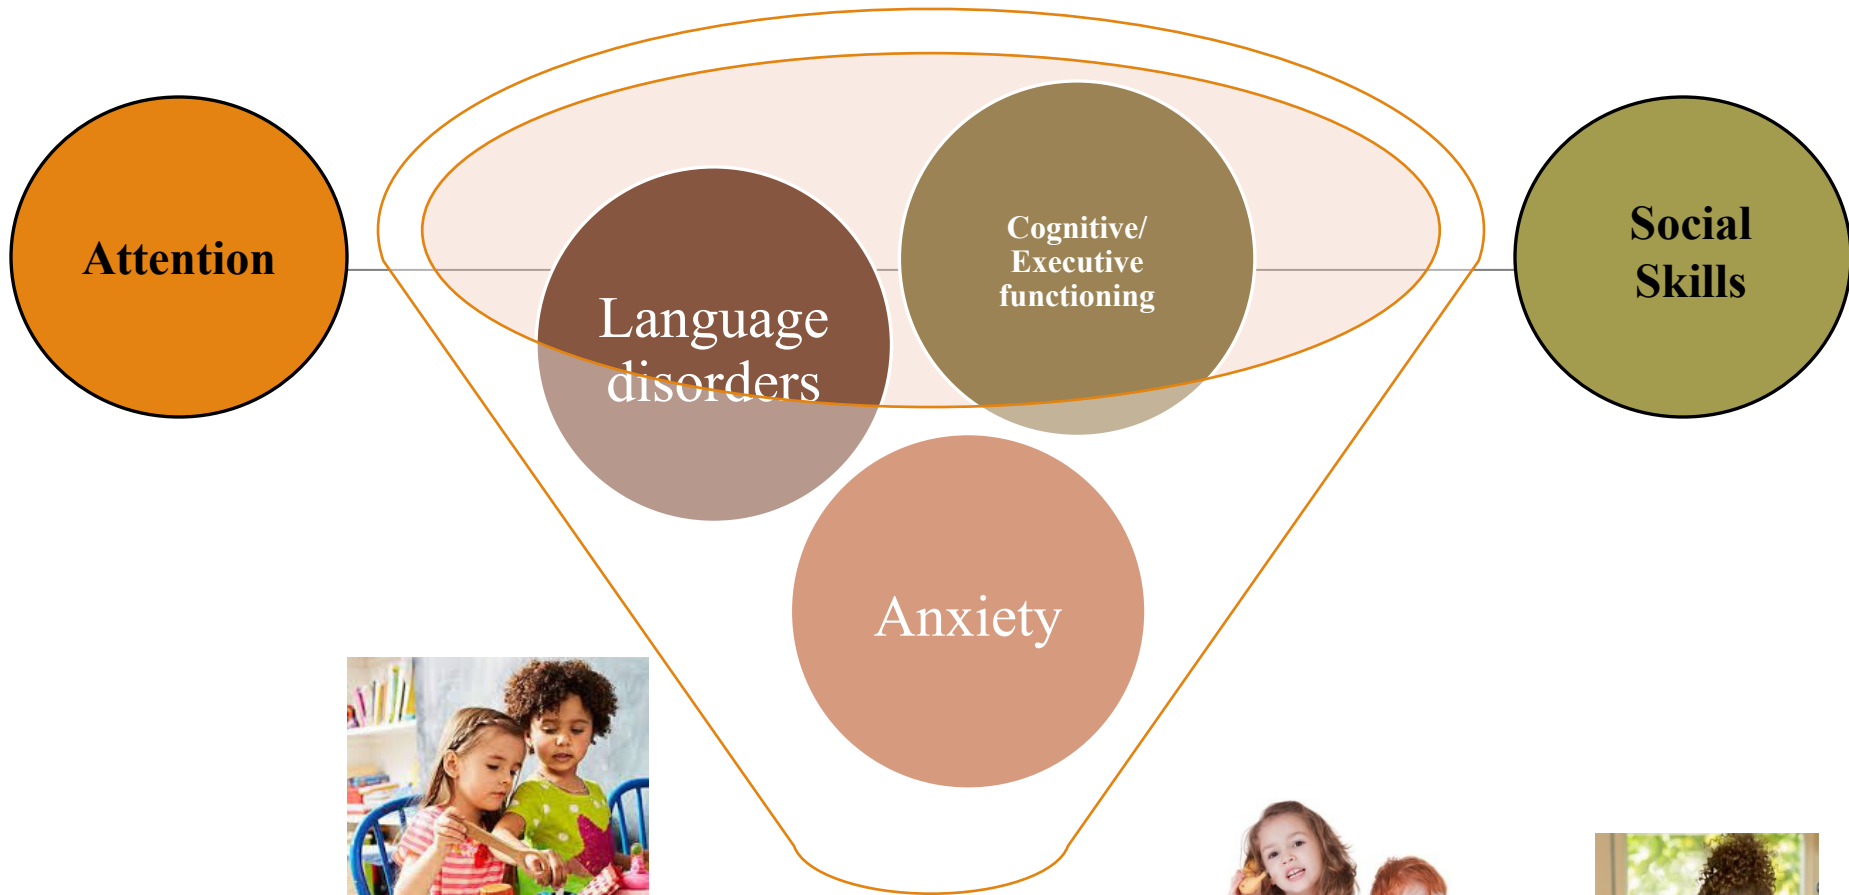 Attention
Language
disorders
Cognitive/
Executive
functioning
Social
Skills
Anxiety